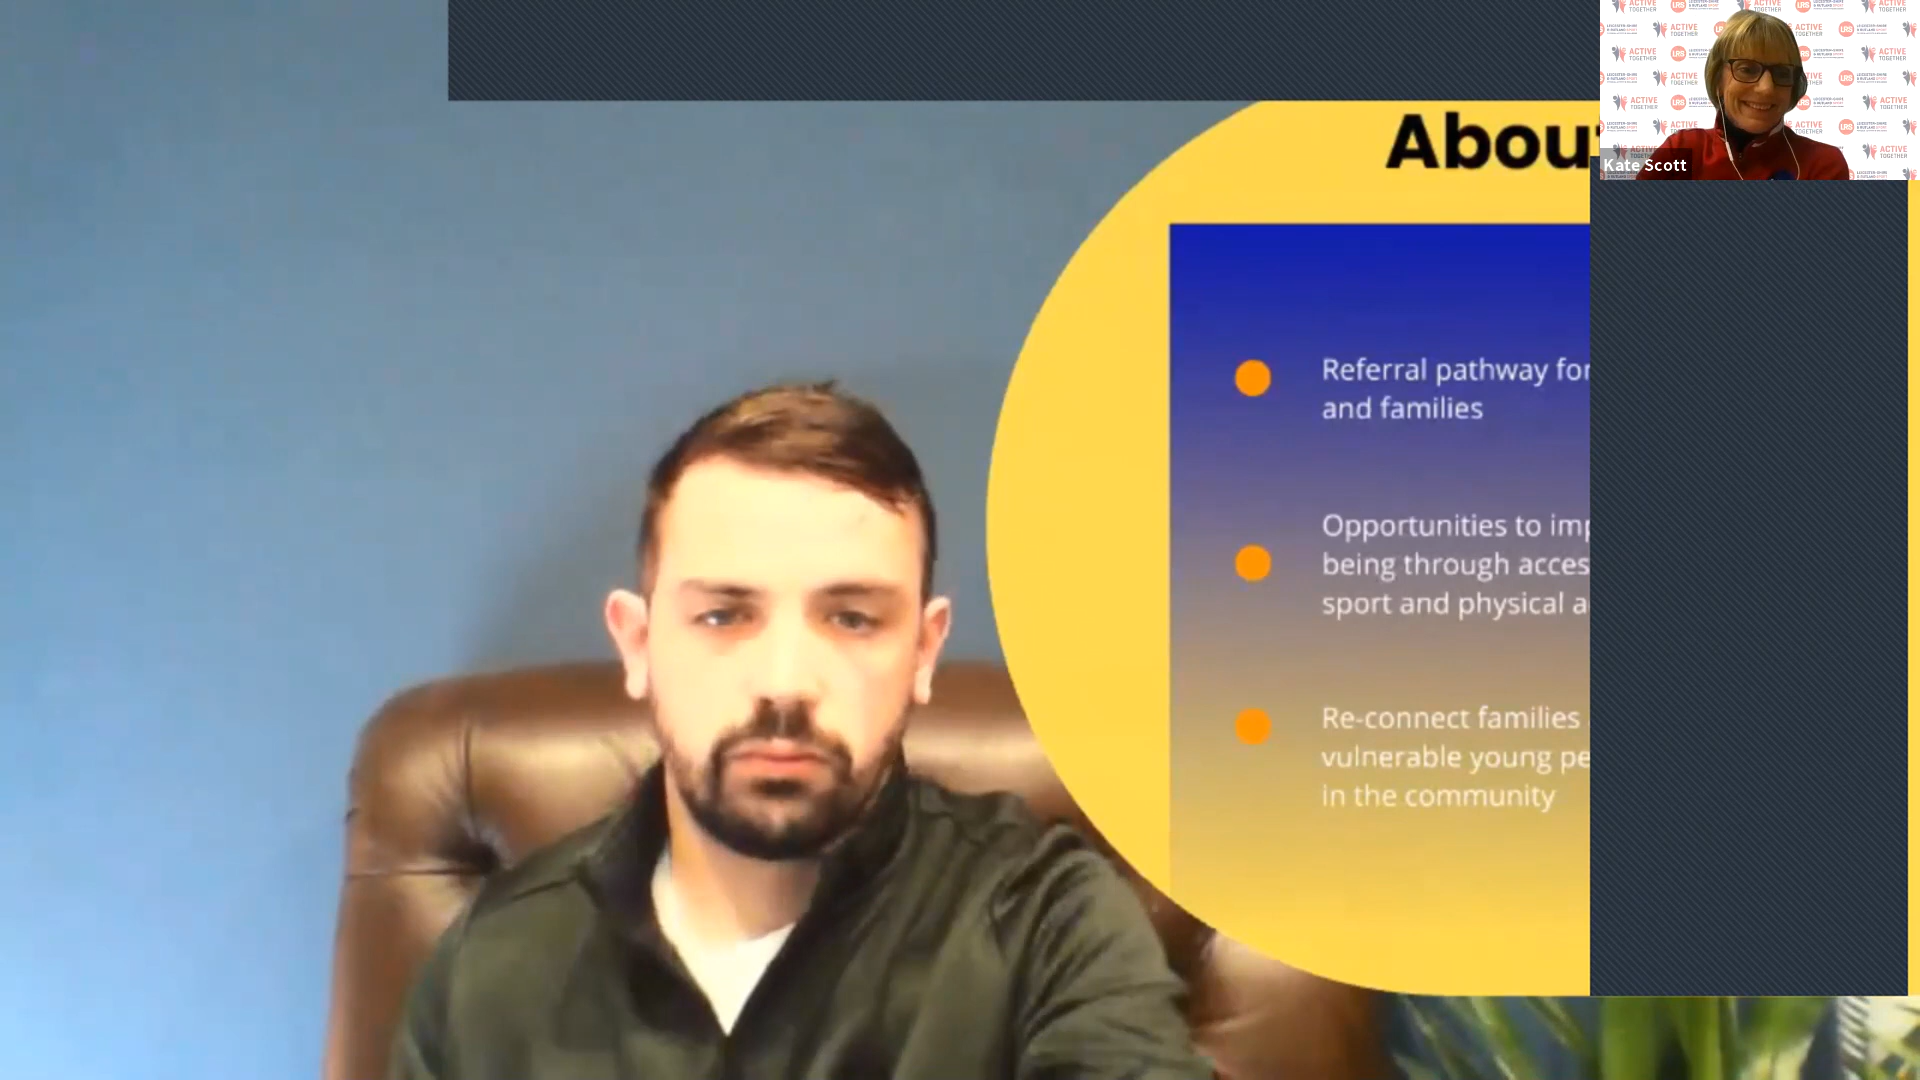 Abou
Referral pathway for
and families
Opportunities to imp
being through acces
sport and physical a
Re-connect families
vulnerable young pe
in the community
Kate Scott
ACTIVE
TOGETHER
LRS